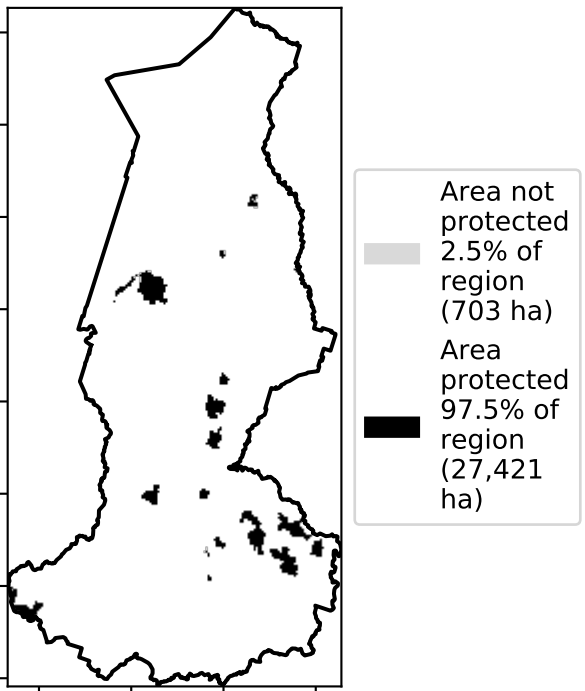 Area not
protected
2.5% of
region
(703 ha)
Area
protected
97.5% of
region
(27,421
ha)